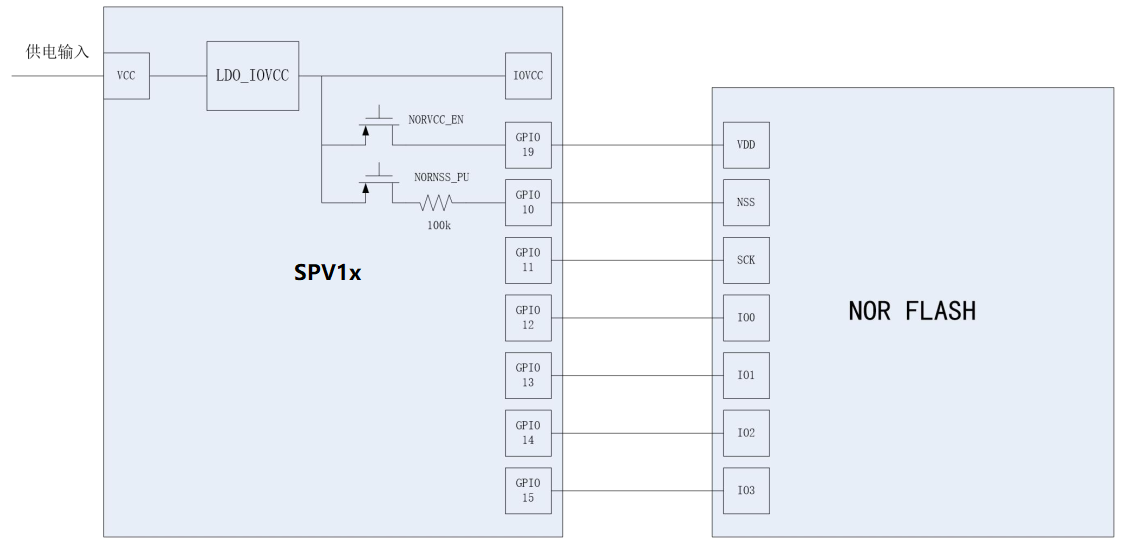 供电输入
VCC
LDO_IOVCC
IOVCC
NORVCC_EN
GPIO
19
VDD
NORNSS_PU
100k
GPIO
10
NSS
GPIO
11
SCK
SPV1x
GPIO
12
IO0
NOR FLASH
GPIO
13
IO1
GPIO
14
IO2
GPIO
15
IO3